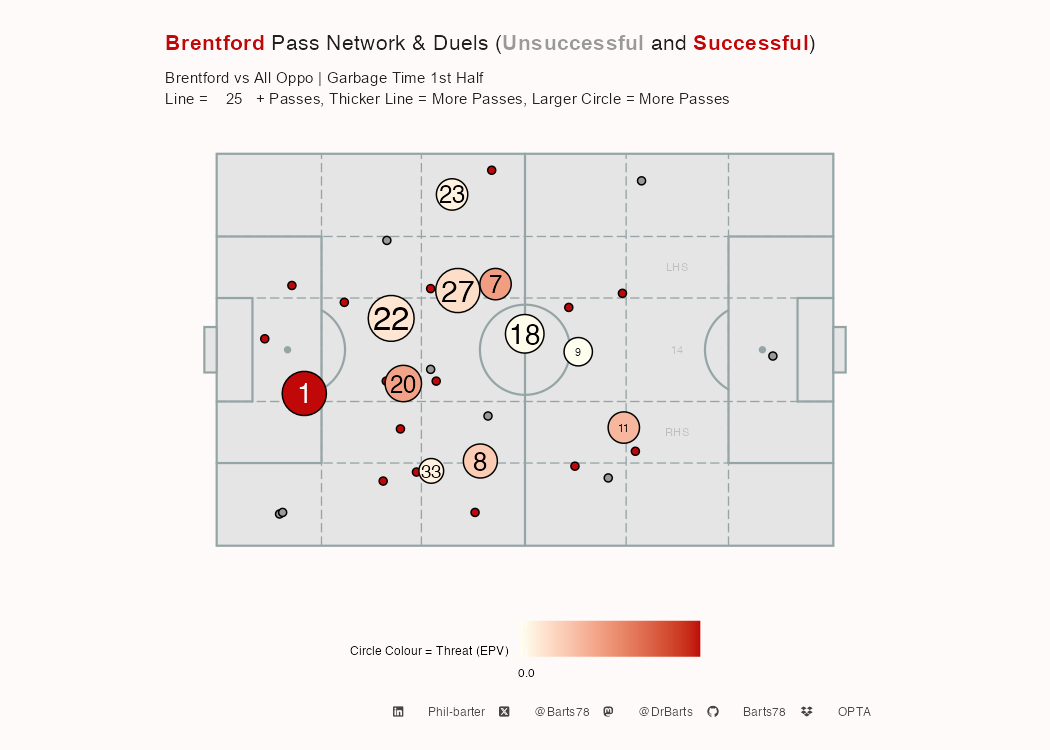 Brentford Pass Network & Duels (Unsuccessful and Successful)
Brentford vs All Oppo | Garbage Time 1st Half
Line = 25 + Passes, Thicker Line = More Passes, Larger Circle = More Passes
23
LHS
27
7
22
18
9
14
20
1
11
RHS
8
33
Circle Colour = Threat (EPV)
0.0
Phil-barter @Barts78 @DrBarts Barts78 OPTA